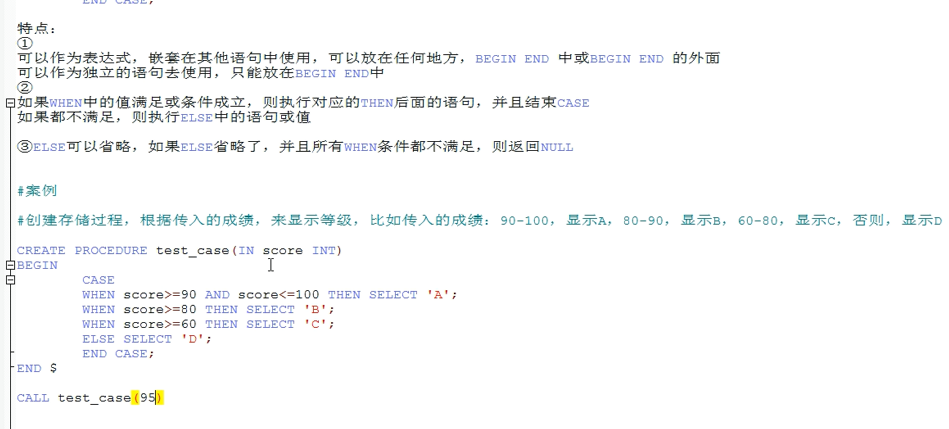 END CASE;
特点：
①
可以作为表达式，嵌套在其他语句中使用，可以放在任何地方，BEGIN END 中或BEGIN END 的外面
可以作为独立的语句去使用，只能放在BEGIN END中
②
如果WHEN中的值满足或条件成立，则执行对应的THEN后面的语句，并且结束CASE
如果都不满足，则执行ELSE中的语句或值
③ELSE可以省略，如果ELSE省略了，并且所有WHEN条件都不满足，则返回NULL
#案例
#创建存储过程，根据传入的成绩，来显示等级，比如传入的成绩：90-100，显示A，80-90，显示B，60-80，显示C，否则，显示D
CREATE PROCEDURE test_case(IN score INT)
BEGIN
CASE
WHEN score>=90 AND score<=100 THEN SELECT 'A';
WHEN score>=80 THEN SELECT 'B';
WHEN score>=60 THEN SELECT 'C';
ELSE SELECT 'D';
END CASE;
END $
CALL test_case(95)